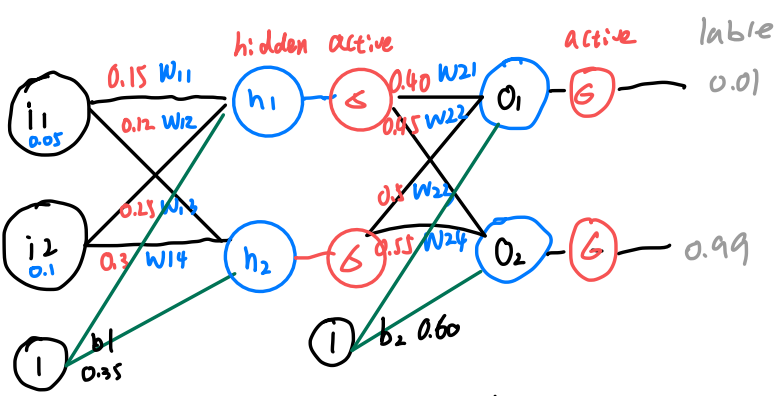 lable
hidden active active
0.15 W11 0.40 W21
i1 h1 σ O1 σ 0.01
0.05 0.12 W12 0.45 W22
0.25 W13 0.5 W23
i2 h2 σ O2 σ 0.99
0.1 0.3 W14 0.55 W24
1 b1 1 b2 0.60
0.35